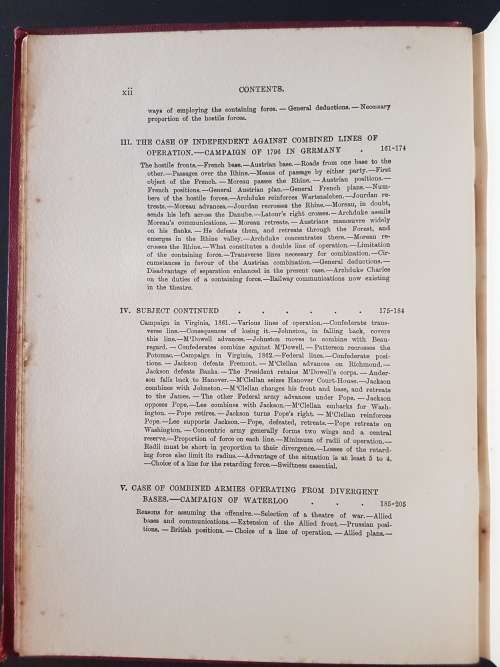 xii
CONTENTS.
ways of employing the containing force. — General deductions. — Necessary
proportion of the hostile forces.
III. THE CASE OF INDEPENDENT AGAINST COMBINED LINES OF
OPERATION.—CAMPAIGN OF 1796 IN GERMANY . 161-174
The hostile fronts.—French base.—Austrian base.—Roads from one base to the
other.—Passages over the Rhine.—Means of passage by either party.—First
object of the French. — Moreau passes the Rhine. — Austrian positions. —
French positions.—General Austrian plan.—General French plans.—Num-
bers of the hostile forces.—Archduke reinforces Wartensleben.—Jourdan re-
treats.—Moreau advances.—Jourdan recrosses the Rhine.—Moreau, in doubt,
sends his left across the Danube.—Latour's right crosses.—Archduke assails
Moreau's communications. — Moreau retreats. — Austrians manœuvre widely
on his flanks. — He defeats them, and retreats through the Forest, and
emerges in the Rhine valley.—Archduke concentrates there.—Moreau re-
crosses the Rhine.—What constitutes a double line of operation.—Limitation
of the containing force.—Transverse lines necessary for combination.—Cir-
cumstances in favour of the Austrian combination.—General deductions.—
Disadvantage of separation enhanced in the present case.—Archduke Charles
on the duties of a containing force.—Railway communications now existing
in the theatre.
IV. SUBJECT CONTINUED . . . . . . 175-184
Campaign in Virginia, 1861.—Various lines of operation.—Confederate trans-
verse line.—Consequences of losing it.—Johnston, in falling back, covers
this line.—M'Dowell advances.—Johnston moves to combine with Beau-
regard. — Confederates combine against M'Dowell. — Patterson recrosses the
Potomac.—Campaign in Virginia, 1862.—Federal lines.—Confederate posi-
tions. — Jackson defeats Fremont. — M'Clellan advances on Richmond.—
Jackson defeats Banks. — The President retains M'Dowell's corps. — Ander-
son falls back to Hanover.—M'Clellan seizes Hanover Court-House.—Jackson
combines with Johnston.—M'Clellan changes his front and base, and retreats
to the James. — The other Federal army advances under Pope. — Jackson
opposes Pope.—Lee combines with Jackson.—M'Clellan embarks for Wash-
ington. — Pope retires. — Jackson turns Pope's right. — M'Clellan reinforces
Pope.—Lee supports Jackson.—Pope, defeated, retreats.—Pope retreats on
Washington. — Concentric army generally forms two wings and a central
reserve.—Proportion of force on each line.—Minimum of radii of operation.—
Radii must be short in proportion to their divergence.—Losses of the retard-
ing force also limit its radius.—Advantage of the situation is at least 5 to 4.
—Choice of a line for the retarding force.—Swiftness essential.
V. CASE OF COMBINED ARMIES OPERATING FROM DIVERGENT
BASES.—CAMPAIGN OF WATERLOO . . . 185-205
Reasons for assuming the offensive.—Selection of a theatre of war.—Allied
bases and communications.—Extension of the Allied front.—Prussian posi-
tions. — British positions. — Choice of a line of operation. — Allied plans.—